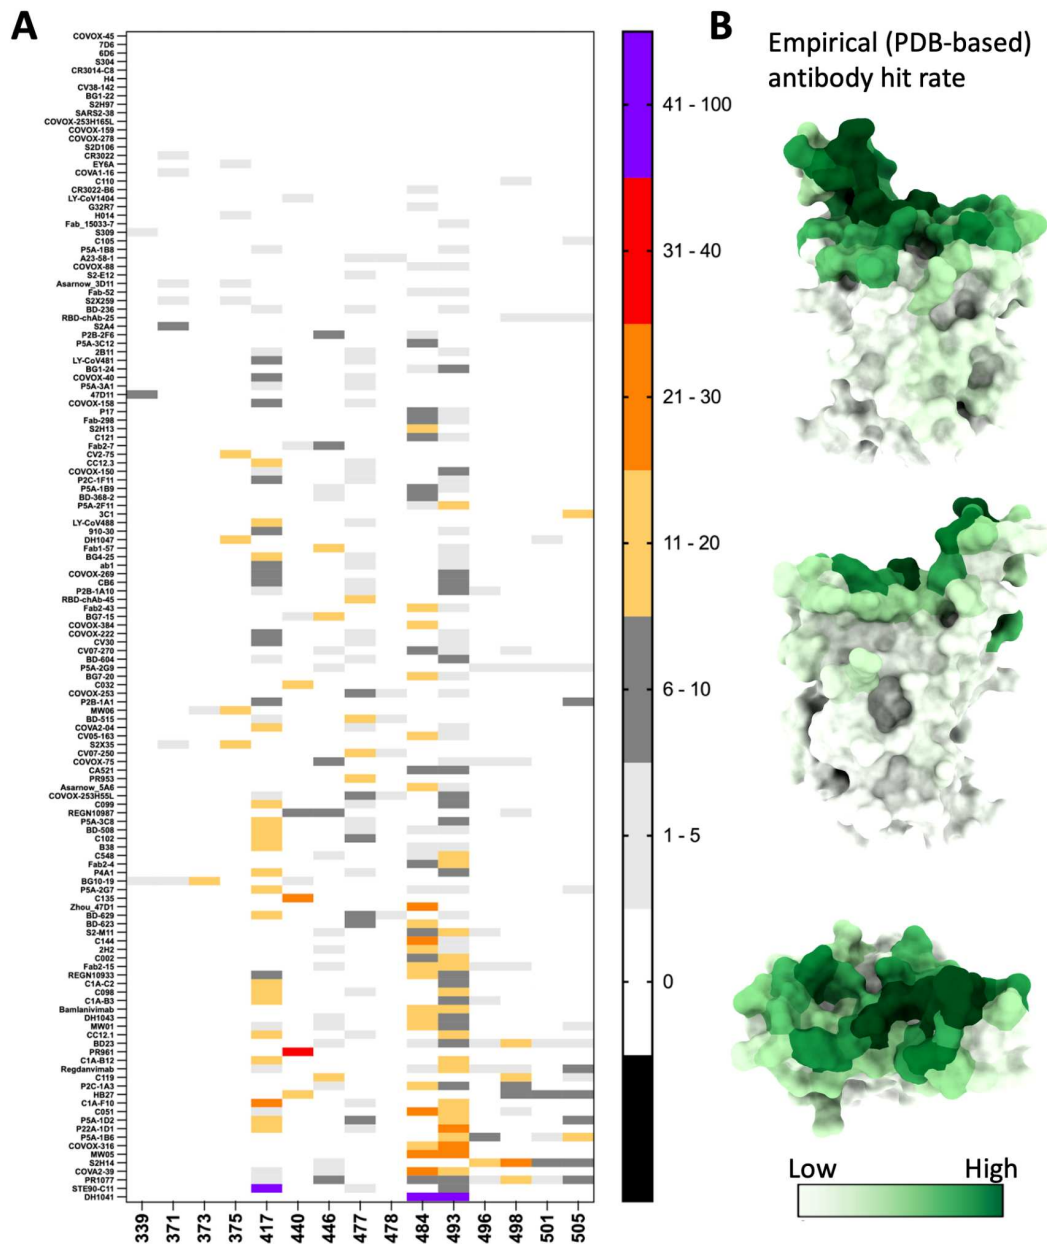 A
COVOX-45
7D6
6D6
S304
CR3014-C8
H4
CV38-142
BG1-22
S2H97
SARS2-38
COVOX-253H165L
COVOX-159
COVOX-278
S2D106
CR3022
EY6A
COVA1-16
C110
CR3022-B6
LY-CoV1404
G32R7
H014
Fab_15033-7
S309
C105
P5A-1B8
A23-58-1
COVOX-88
S2-E12
Asarnow_3D11
Fab-52
S2X259
BD-236
RBD-chAb-25
S2A4
P2B-2F6
P5A-3C12
2B11
LY-CoV481
BG1-24
COVOX-40
P5A-3A1
47D11
COVOX-158
P17
Fab-298
S2H13
C121
Fab2-7
CV2-75
CC12.3
COVOX-150
P2C-1F11
P5A-1B9
BD-368-2
P5A-2F11
3C1
LY-CoV488
910-30
DH1047
Fab1-57
BG4-25
ab1
COVOX-269
CB6
P2B-1A10
RBD-chAb-45
Fab2-43
BG7-15
COVOX-384
COVOX-222
CV30
CV07-270
BD-604
P5A-2G9
BG7-20
C032
COVOX-253
P2B-1A1
MW06
BD-515
COVA2-04
CV05-163
S2X35
CV07-250
COVOX-75
CA521
PR953
Asarnow_5A6
COVOX-253H55L
C099
REGN10987
P5A-3C8
BD-508
C102
B38
C548
Fab2-4
P4A1
BG10-19
P5A-2G7
C135
Zhou_47D1
BD-629
BD-623
S2-M11
C144
2H2
C002
Fab2-15
REGN10933
C1A-C2
C098
C1A-B3
Bamlanivimab
DH1043
MW01
CC12.1
BD23
PR961
C1A-B12
Regdanvimab
C119
P2C-1A3
HB27
C1A-F10
C051
P5A-1D2
P22A-1D1
P5A-1B6
COVOX-316
MW05
S2H14
COVA2-39
PR1077
STE90-C11
DH1041
339 371 373 375 417 440 446 477 478 484 493 496 498 501 505
41 - 100
31 - 40
21 - 30
11 - 20
6 - 10
1 - 5
0
B
Empirical (PDB-based)
antibody hit rate
Low High